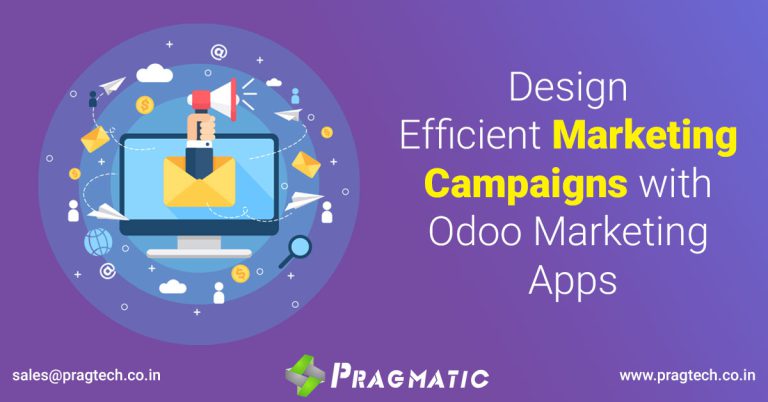 Design
Efficient Marketing
Campaigns with
Odoo Marketing
Apps
sales@pragtech.co.in
PRAGMATIC
www.pragtech.co.in